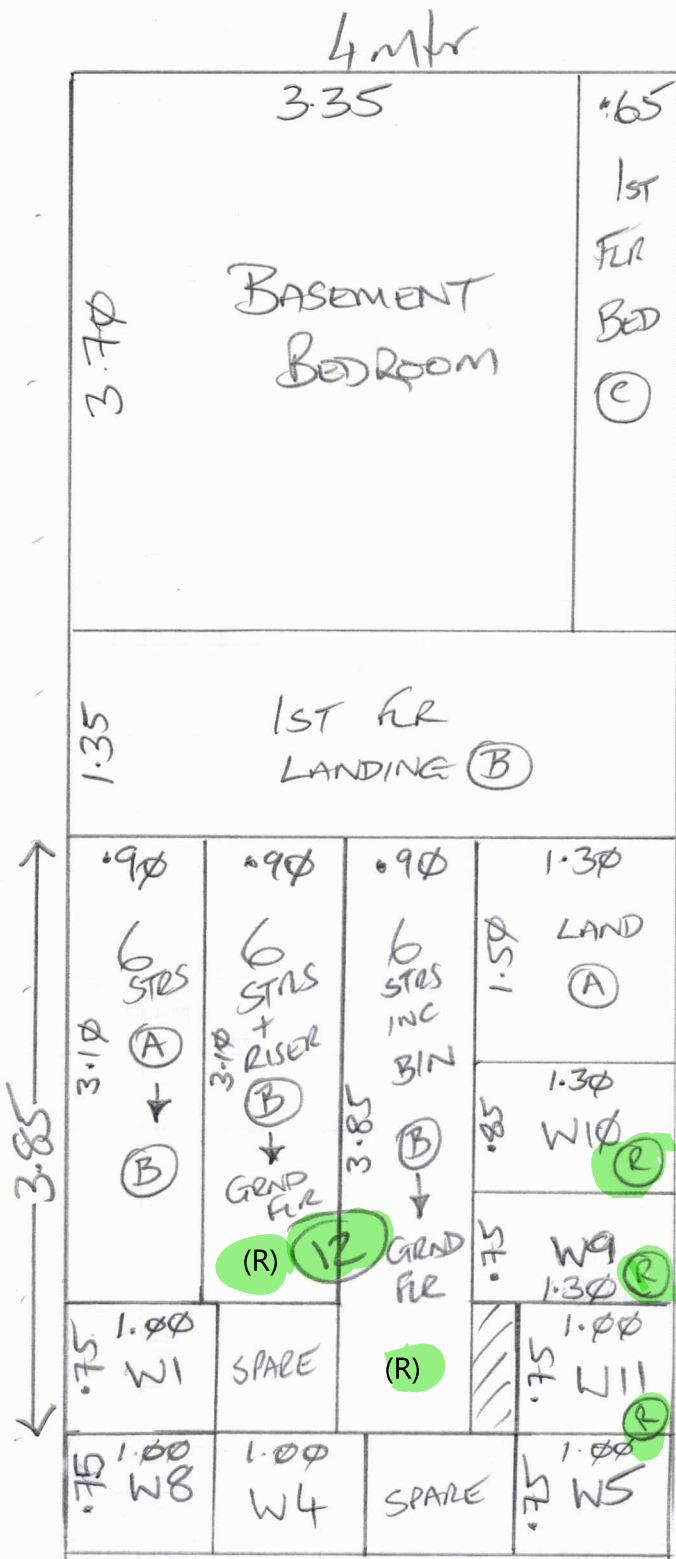 4 mtr
3.35
.65
1ST
FLR
BED
C
BASEMENT
BEDROOM
3.70
1.35
1ST FLR
LANDING B
3.85
.90
6
STRS
A
B
3.10
.90
6
STRS
+
RISER
B
GRND
FLR
3.10
(R)
12
.90
6
STRS
INC
BIN
B
GRND
FLR
3.85
(R)
1.30
LAND
A
1.50
1.30
W10
R
.85
W9
1.30
R
.75
1.00
W1
.75
SPARE
1.00
W11
R
.75
1.00
W8
.75
1.00
W4
SPARE
1.00
W5
.75